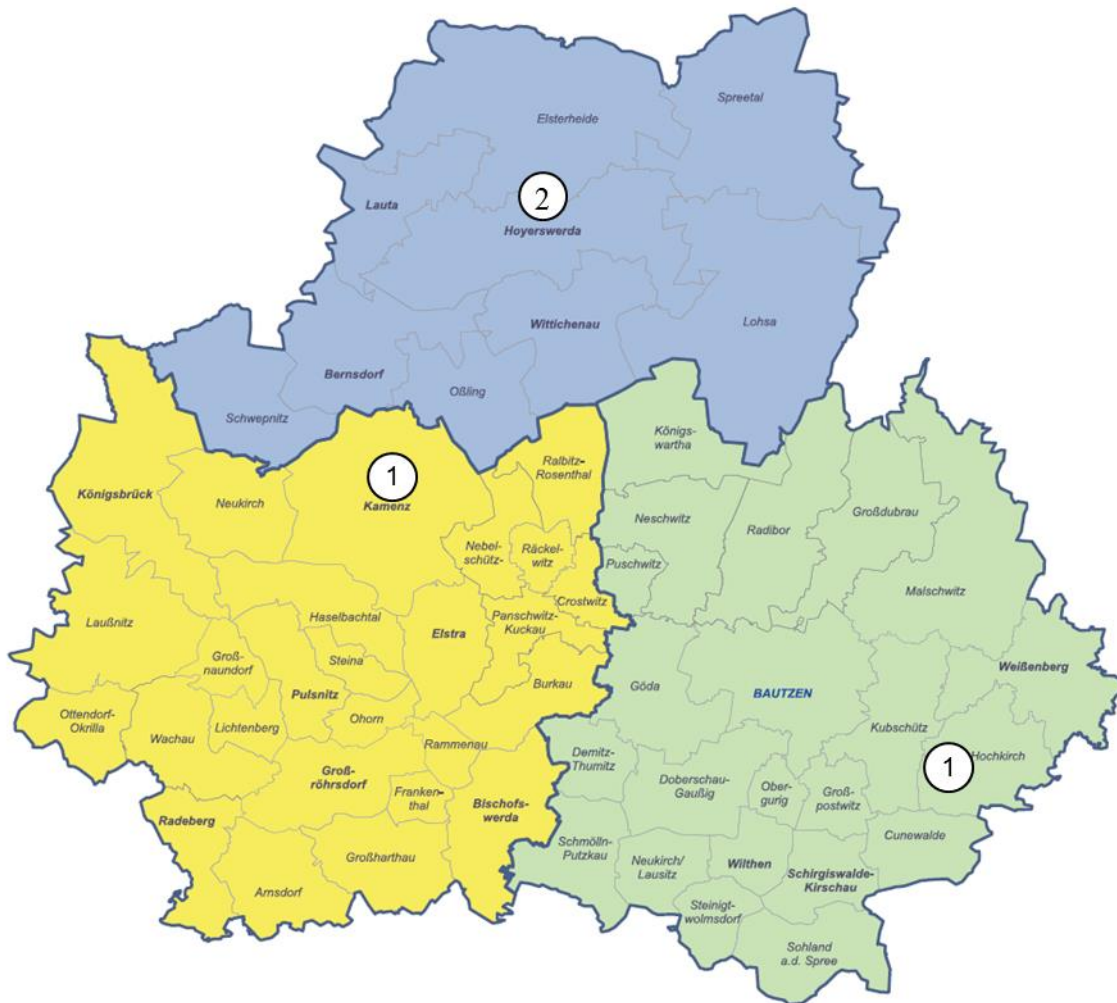 Spreetal
Elsterheide
2
Lauta
Hoyerswerda
Wittichenau
Lohsa
Bernsdorf
Oßling
Schwepnitz
Königs-
wartha
Ralbitz-
Rosenthal
1
Kamenz
Königsbrück
Neukirch
Neschwitz
Radibor
Großdubrau
Nebel-
schütz-
Räckel-
witz
Puschwitz
Malschwitz
Crostwitz
Haselbachtal
Panschwitz-
Kuckau
Laußnitz
Elstra
Groß-
naundorf
Steina
Weißenberg
Burkau
Göda
BAUTZEN
Pulsnitz
Ottendorf-
Okrilla
Lichtenberg
Ohorn
Wachau
Kubschütz
Rammenau
Demitz-
Thumitz
Hochkirch
1
Groß-
röhrsdorf
Doberschau-
Gaußig
Ober-
gurig
Groß-
postwitz
Franken-
thal
Bischofs-
werda
Radeberg
Cunewalde
Schmölln-
Putzkau
Großharthau
Neukirch/
Lausitz
Wilthen
Schirgiswalde-
Kirschau
Arnsdorf
Steinigt-
wolmsdorf
Sohland
a.d. Spree